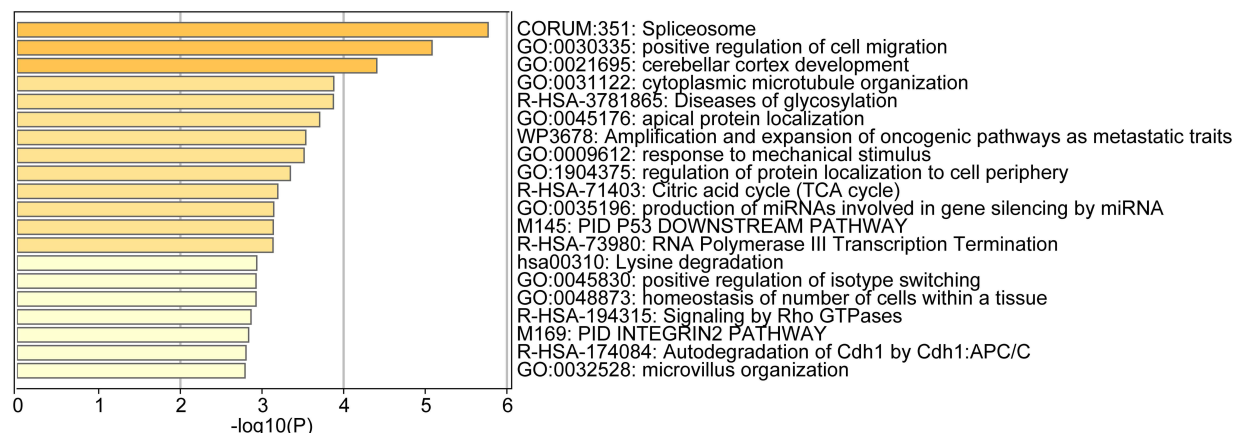 CORUM:351: Spliceosome
GO:0030335: positive regulation of cell migration
GO:0021695: cerebellar cortex development
GO:0031122: cytoplasmic microtubule organization
R-HSA-3781865: Diseases of glycosylation
GO:0045176: apical protein localization
WP3678: Amplification and expansion of oncogenic pathways as metastatic traits
GO:0009612: response to mechanical stimulus
GO:1904375: regulation of protein localization to cell periphery
R-HSA-71403: Citric acid cycle (TCA cycle)
GO:0035196: production of miRNAs involved in gene silencing by miRNA
M145: PID P53 DOWNSTREAM PATHWAY
R-HSA-73980: RNA Polymerase III Transcription Termination
hsa00310: Lysine degradation
GO:0045830: positive regulation of isotype switching
GO:0048873: homeostasis of number of cells within a tissue
R-HSA-194315: Signaling by Rho GTPases
M169: PID INTEGRIN2 PATHWAY
R-HSA-174084: Autodegradation of Cdh1 by Cdh1:APC/C
GO:0032528: microvillus organization
0 1 2 3 4 5 6
-log10(P)